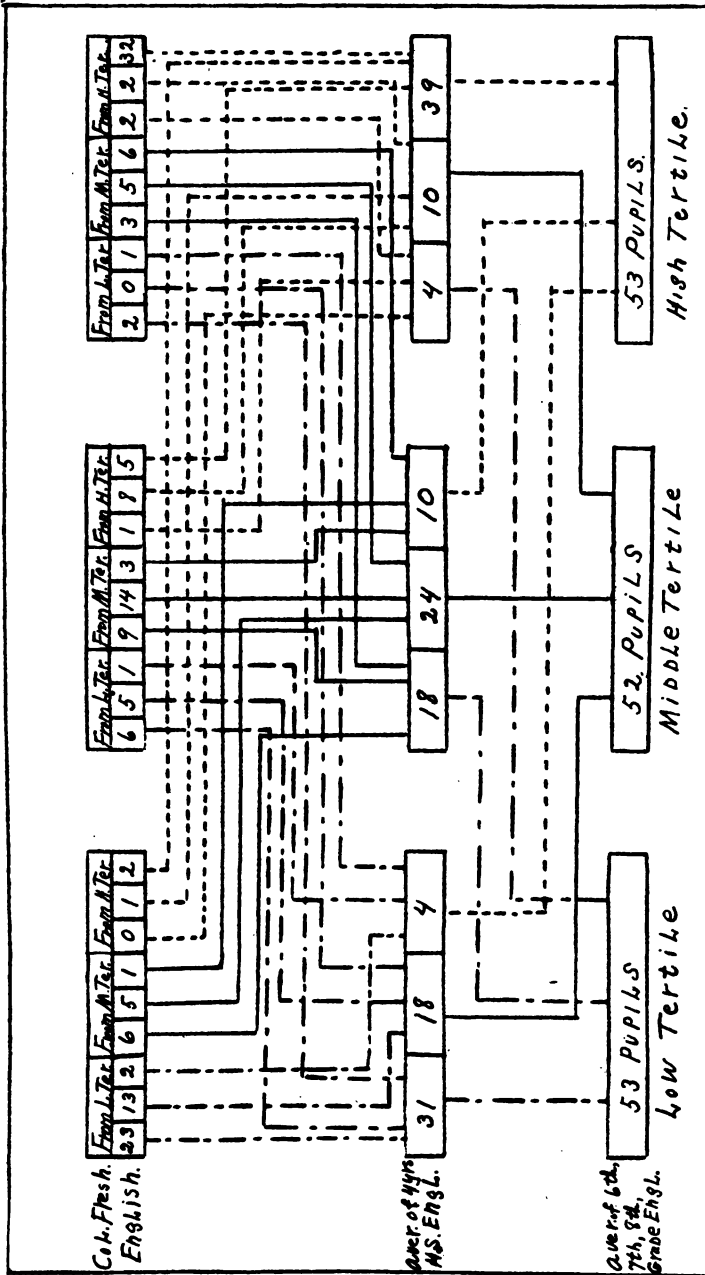 Col. Fresh. English.
From L.Ter. From M.Ter. From H.Ter.
23 13 2 6 5 1 0 1 2
From L.Ter. From M.Ter. From H.Ter.
6 5 1 9 14 3 1 8 5
From L.Ter. From M.Ter. From H.Ter.
2 0 1 3 5 6 2 2 32
Aver. of 4 yrs
H.S. Engl.
31 18 4
18 24 10
4 10 39
Aver. of 6th,
7th, 8th,
Grade Engl.
53 PUPILS
Low Tertile
52 PUPILS
Middle Tertile
53 PUPILS.
High Tertile.